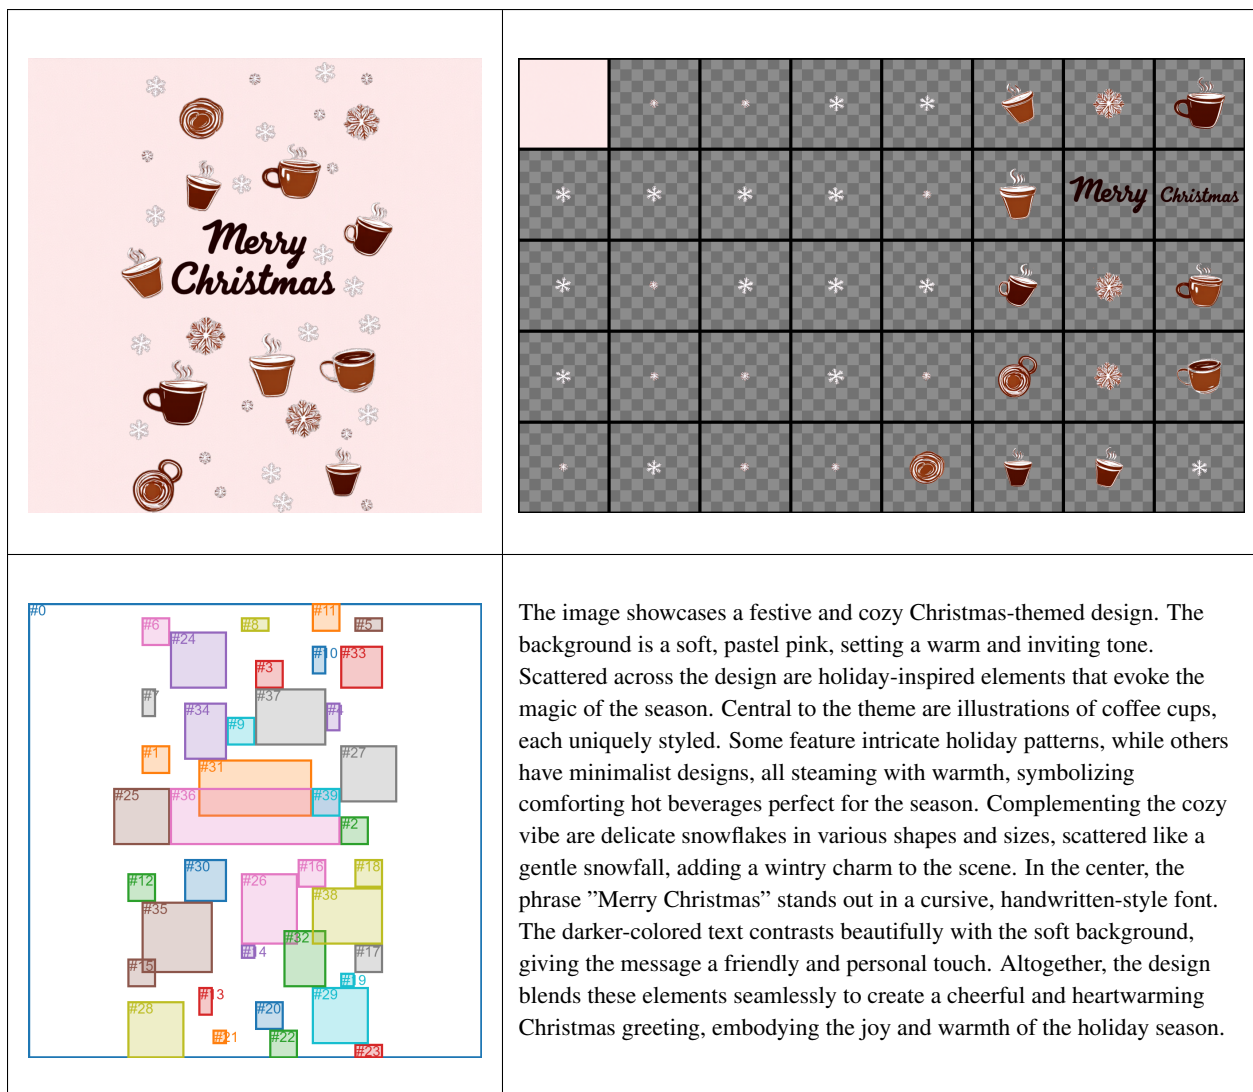 Merry
Christmas
Merry
Christmas
#0
#11
#6
#8
#5
#24
#10
#33
#3
#7
#37
#34
#4
#9
#1
#27
#31
#25
#36
#39
#2
#12
#30
#16
#18
#26
#38
#35
#32
#14
#17
#15
#19
#13
#29
#28
#20
#21
#22
#23
The image showcases a festive and cozy Christmas-themed design. The
background is a soft, pastel pink, setting a warm and inviting tone.
Scattered across the design are holiday-inspired elements that evoke the
magic of the season. Central to the theme are illustrations of coffee cups,
each uniquely styled. Some feature intricate holiday patterns, while others
have minimalist designs, all steaming with warmth, symbolizing
comforting hot beverages perfect for the season. Complementing the cozy
vibe are delicate snowflakes in various shapes and sizes, scattered like a
gentle snowfall, adding a wintry charm to the scene. In the center, the
phrase ”Merry Christmas” stands out in a cursive, handwritten-style font.
The darker-colored text contrasts beautifully with the soft background,
giving the message a friendly and personal touch. Altogether, the design
blends these elements seamlessly to create a cheerful and heartwarming
Christmas greeting, embodying the joy and warmth of the holiday season.